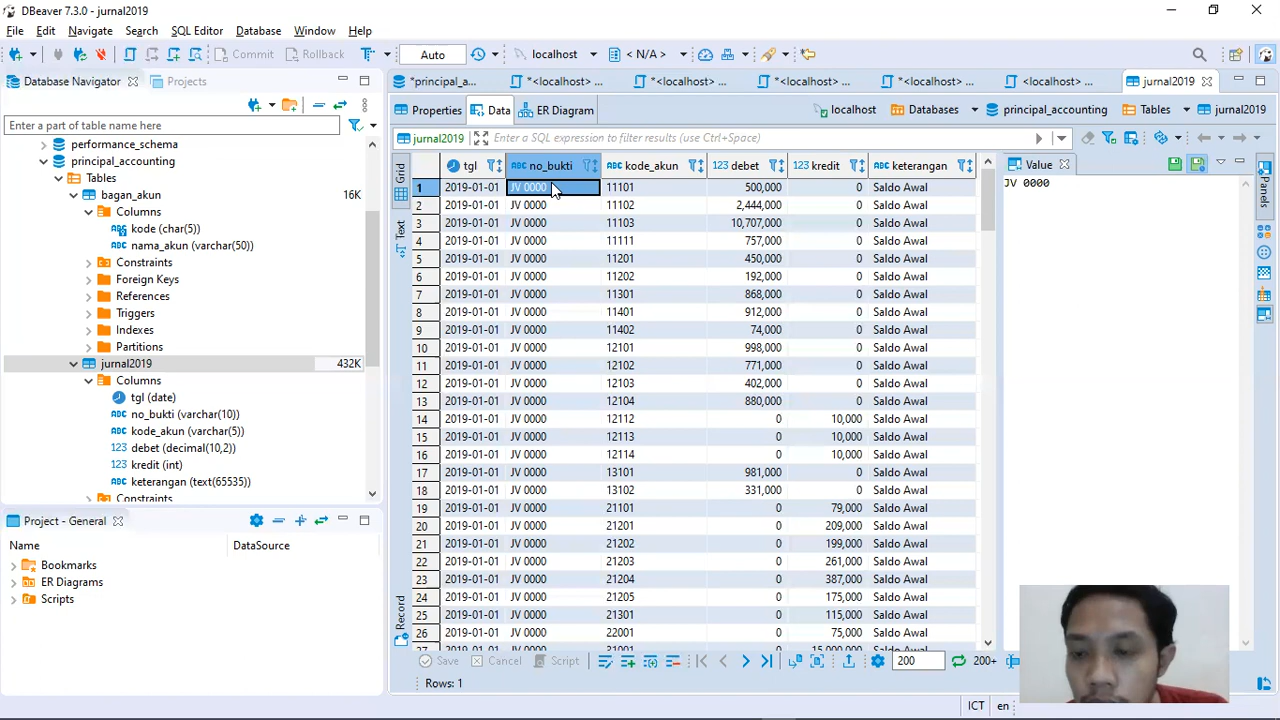 DBeaver 7.3.0 - jurnal2019
File Edit Navigate Search SQL Editor Database Window Help
Commit Rollback Auto localhost < N/A >
Database Navigator Projects
*principal_a... *<localhost> ... *<localhost> ... *<localhost> ... *<localhost> ... <localhost> ... jurnal2019
Enter a part of table name here
Properties Data ER Diagram localhost Databases principal_accounting Tables jurnal2019
jurnal2019 Enter a SQL expression to filter results (use Ctrl+Space)
performance_schema
principal_accounting
Tables
bagan_akun 16K
Columns
kode (char(5))
nama_akun (varchar(50))
Constraints
Foreign Keys
References
Triggers
Indexes
Partitions
jurnal2019 432K
Columns
tgl (date)
no_bukti (varchar(10))
kode_akun (varchar(5))
debet (decimal(10,2))
kredit (int)
keterangan (text(65535))
Constraints
Project - General
Name DataSource
Bookmarks
ER Diagrams
Scripts
Grid
Text
Record
tgl no_bukti kode_akun debet kredit keterangan
1 2019-01-01 JV 0000 11101 500,000 0 Saldo Awal
2 2019-01-01 JV 0000 11102 2,444,000 0 Saldo Awal
3 2019-01-01 JV 0000 11103 10,707,000 0 Saldo Awal
4 2019-01-01 JV 0000 11111 757,000 0 Saldo Awal
5 2019-01-01 JV 0000 11201 450,000 0 Saldo Awal
6 2019-01-01 JV 0000 11202 192,000 0 Saldo Awal
7 2019-01-01 JV 0000 11301 868,000 0 Saldo Awal
8 2019-01-01 JV 0000 11401 912,000 0 Saldo Awal
9 2019-01-01 JV 0000 11402 74,000 0 Saldo Awal
10 2019-01-01 JV 0000 12101 998,000 0 Saldo Awal
11 2019-01-01 JV 0000 12102 771,000 0 Saldo Awal
12 2019-01-01 JV 0000 12103 402,000 0 Saldo Awal
13 2019-01-01 JV 0000 12104 880,000 0 Saldo Awal
14 2019-01-01 JV 0000 12112 0 10,000 Saldo Awal
15 2019-01-01 JV 0000 12113 0 10,000 Saldo Awal
16 2019-01-01 JV 0000 12114 0 10,000 Saldo Awal
17 2019-01-01 JV 0000 13101 981,000 0 Saldo Awal
18 2019-01-01 JV 0000 13102 331,000 0 Saldo Awal
19 2019-01-01 JV 0000 21101 0 79,000 Saldo Awal
20 2019-01-01 JV 0000 21201 0 209,000 Saldo Awal
21 2019-01-01 JV 0000 21202 0 199,000 Saldo Awal
22 2019-01-01 JV 0000 21203 0 261,000 Saldo Awal
23 2019-01-01 JV 0000 21204 0 387,000 Saldo Awal
24 2019-01-01 JV 0000 21205 0 175,000 Saldo Awal
25 2019-01-01 JV 0000 21301 0 115,000 Saldo Awal
26 2019-01-01 JV 0000 22001 0 75,000 Saldo Awal
Value
JV 0000
Panels
Save Cancel Script 200 200+
Rows: 1
ICT en